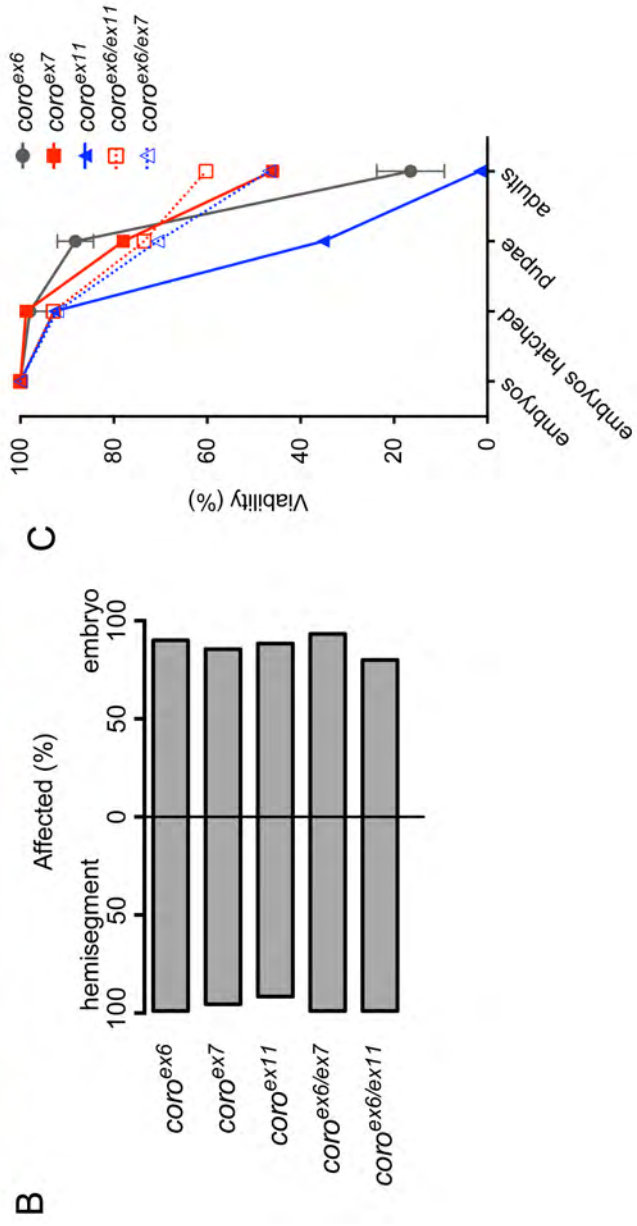 B
Affected (%)
hemisegment embryo
100 50 0 50 100
coro^ex6
coro^ex7
coro^ex11
coro^ex6/ex7
coro^ex6/ex11
C
Viability (%)
100
80
60
40
20
0
embryos
embryos hatched
pupae
adults
coro^ex6
coro^ex7
coro^ex11
coro^ex6/ex11
coro^ex6/ex7